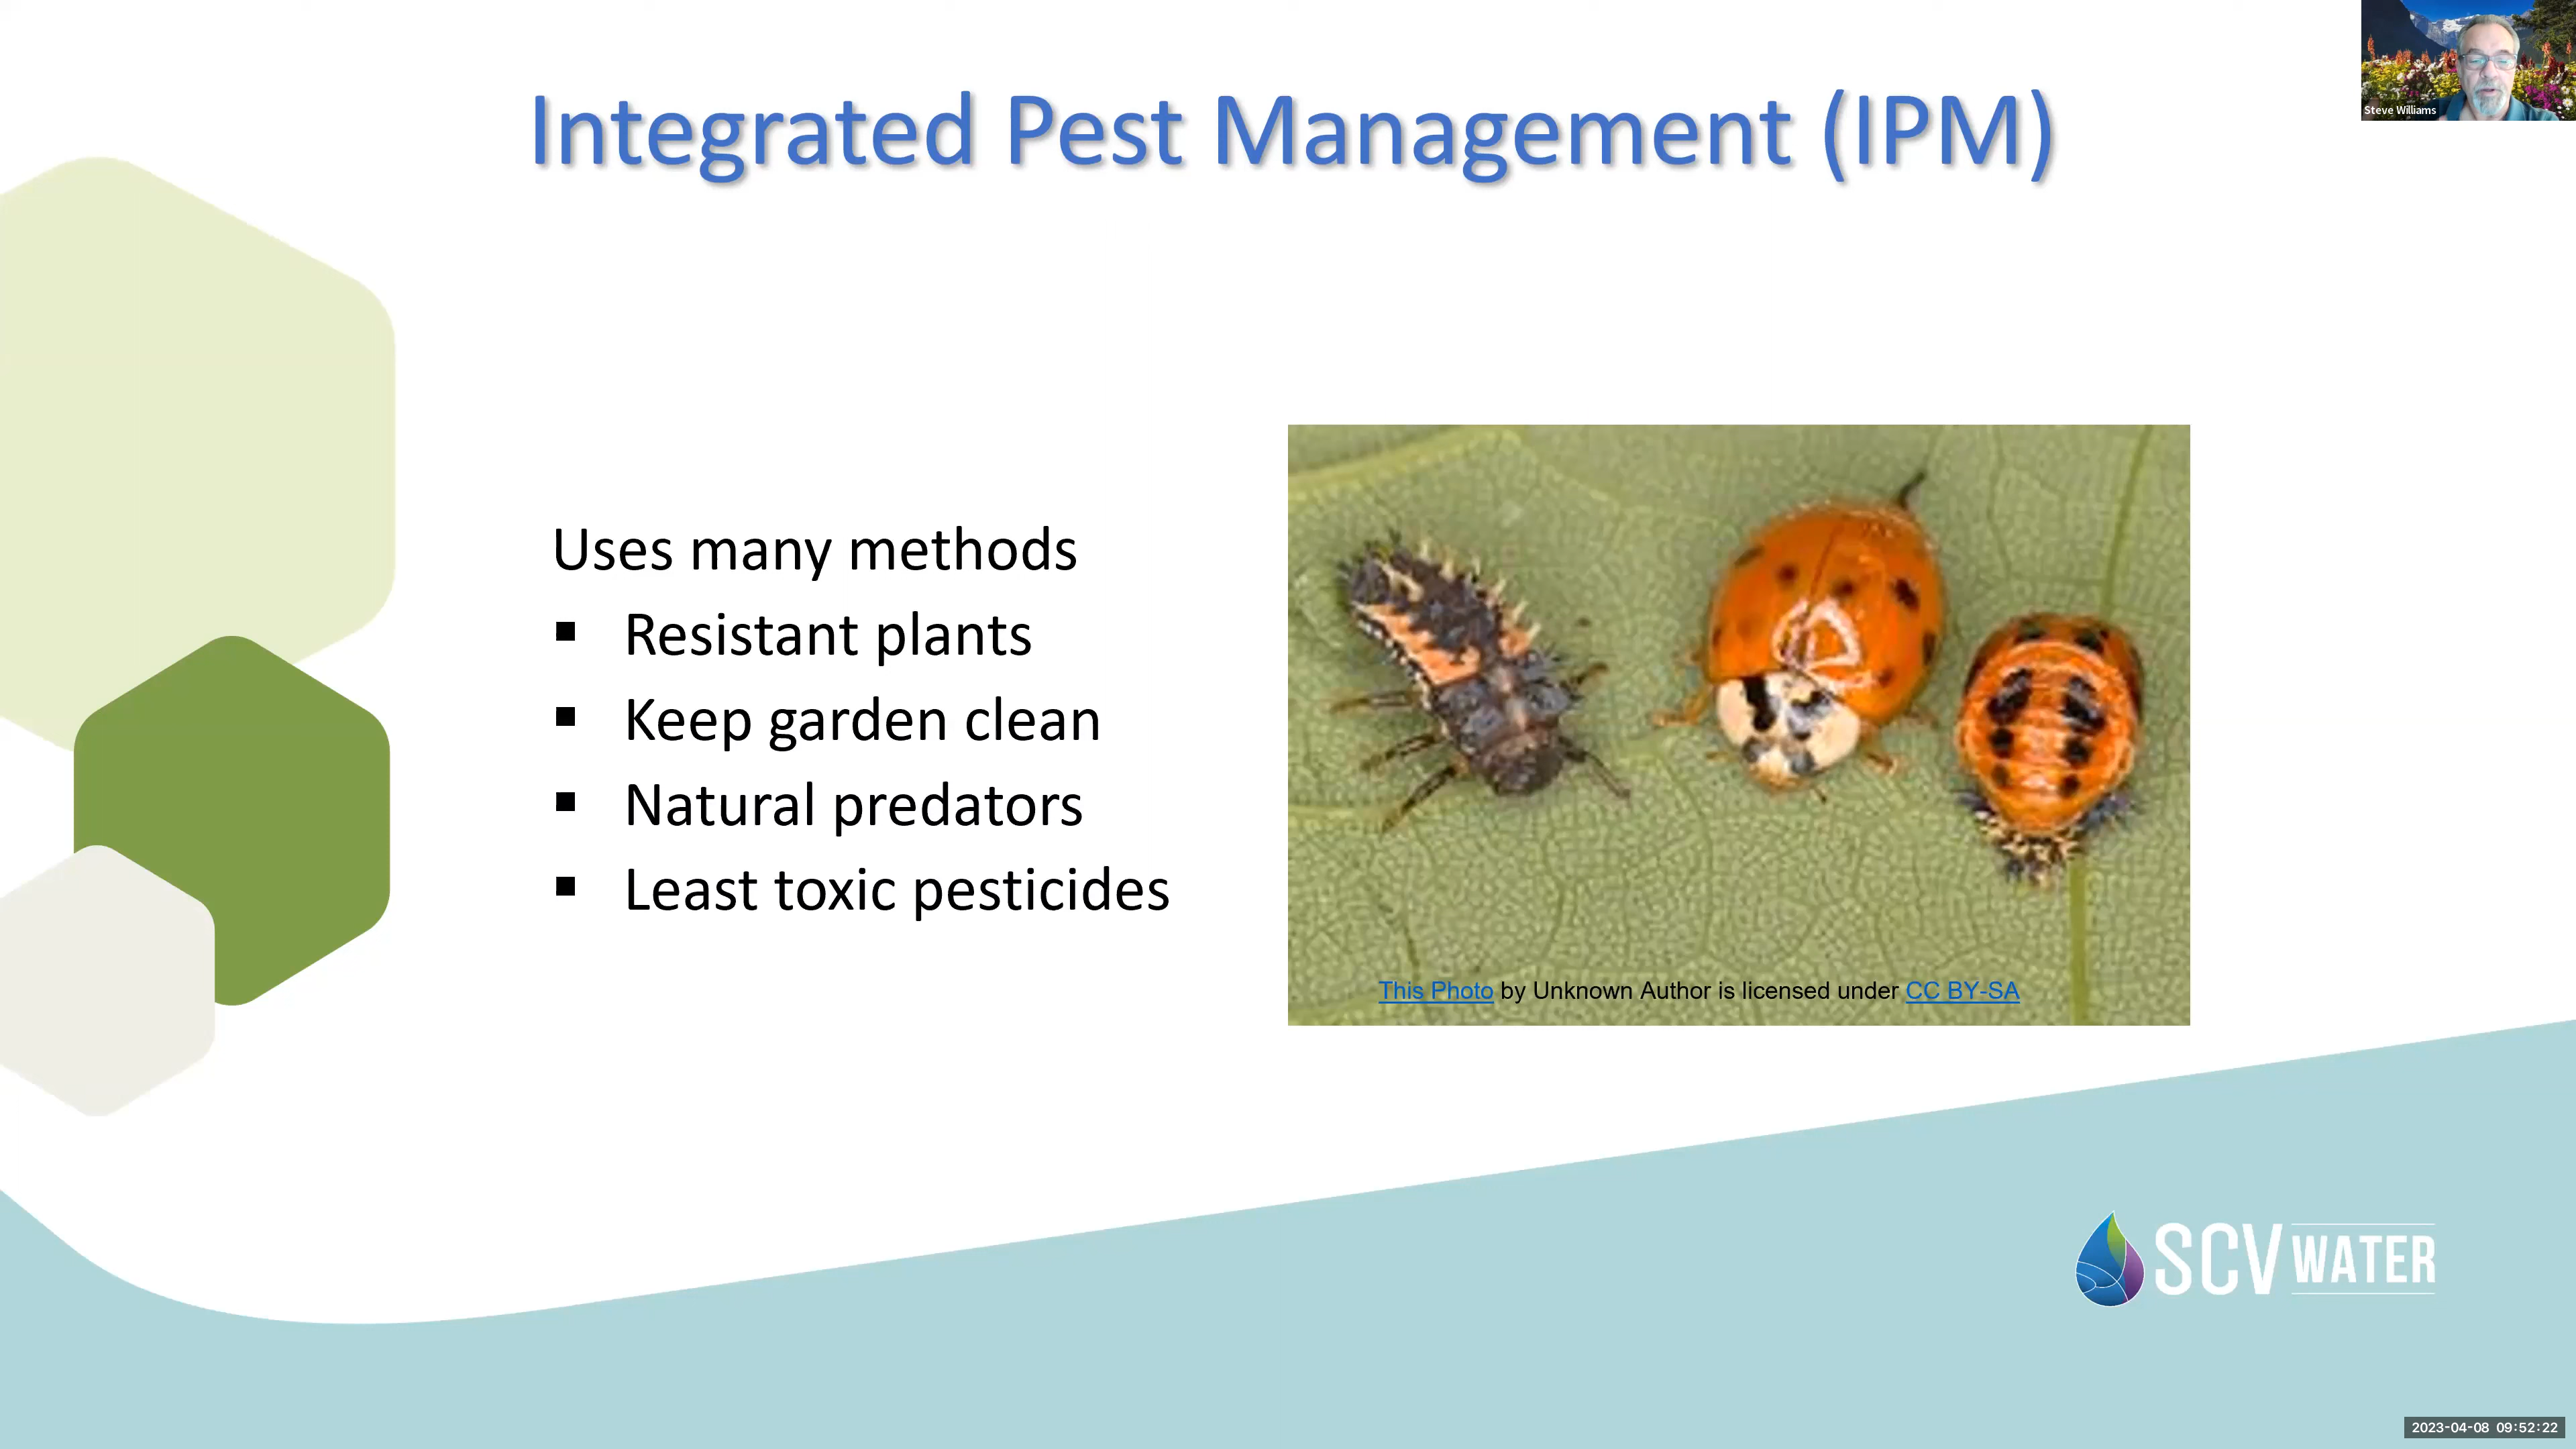 Integrated Pest Management (IPM)
Steve Williams
Uses many methods
▪ Resistant plants
▪ Keep garden clean
▪ Natural predators
▪ Least toxic pesticides
This Photo by Unknown Author is licensed under CC BY-SA
SCV WATER
2023-04-08 09:52:22